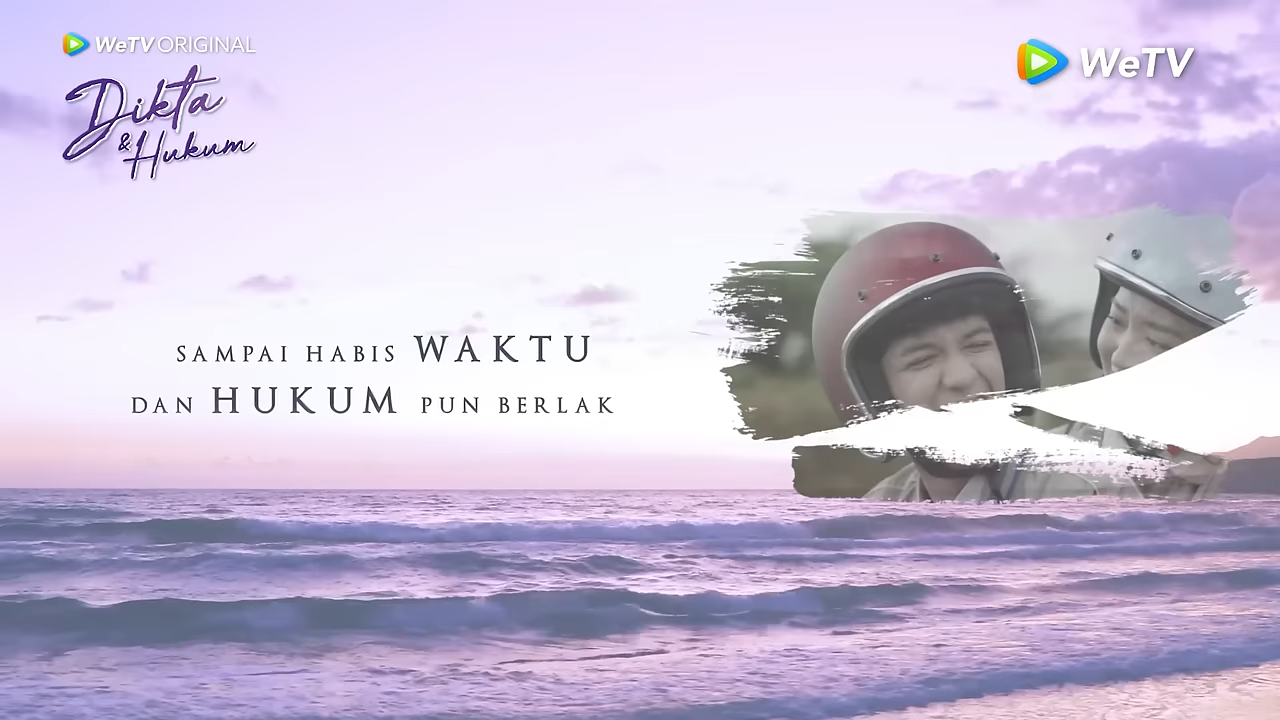 WeTV ORIGINAL
Dikta
& Hukum
WeTV
SAMPAI HABIS WAKTU
DAN HUKUM PUN BERLAK